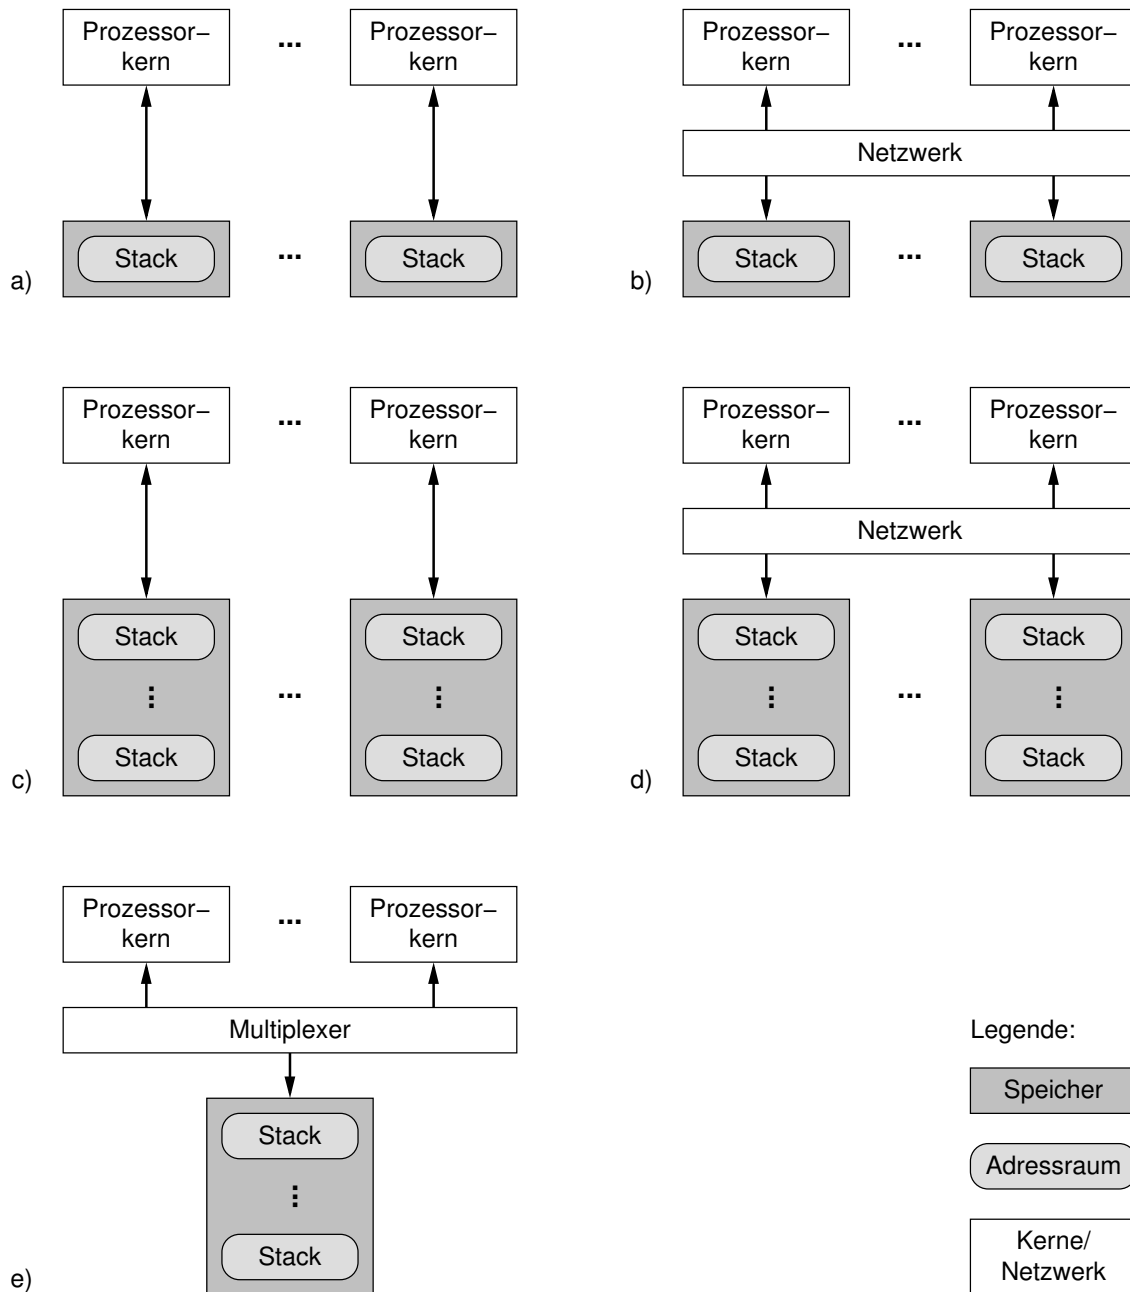 Prozessor–
kern
...
Prozessor–
kern
Stack
...
Stack
a)
Prozessor–
kern
...
Prozessor–
kern
Netzwerk
Stack
...
Stack
b)
Prozessor–
kern
...
Prozessor–
kern
Stack
...
Stack
...
Stack
...
Stack
c)
Prozessor–
kern
...
Prozessor–
kern
Netzwerk
Stack
...
Stack
...
Stack
...
Stack
d)
Prozessor–
kern
...
Prozessor–
kern
Multiplexer
Stack
...
Stack
e)
Legende:
Speicher
Adressraum
Kerne/
Netzwerk